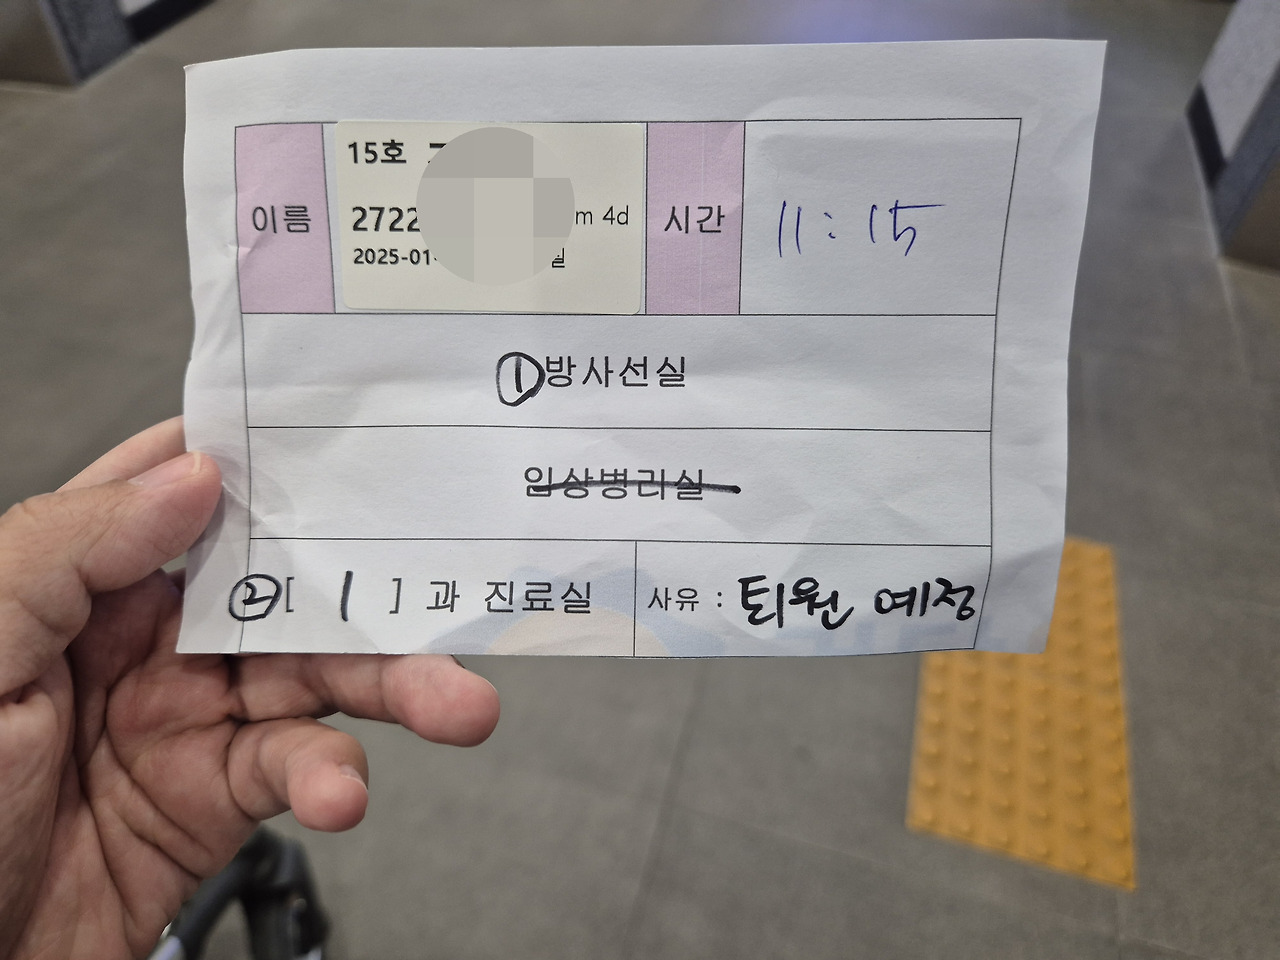 이름
15호
2722 m 4d
2025-01
시간
11:15
①방사선실
임상병리실
②[ 1 ] 과 진료실
사유 : 퇴원 예정